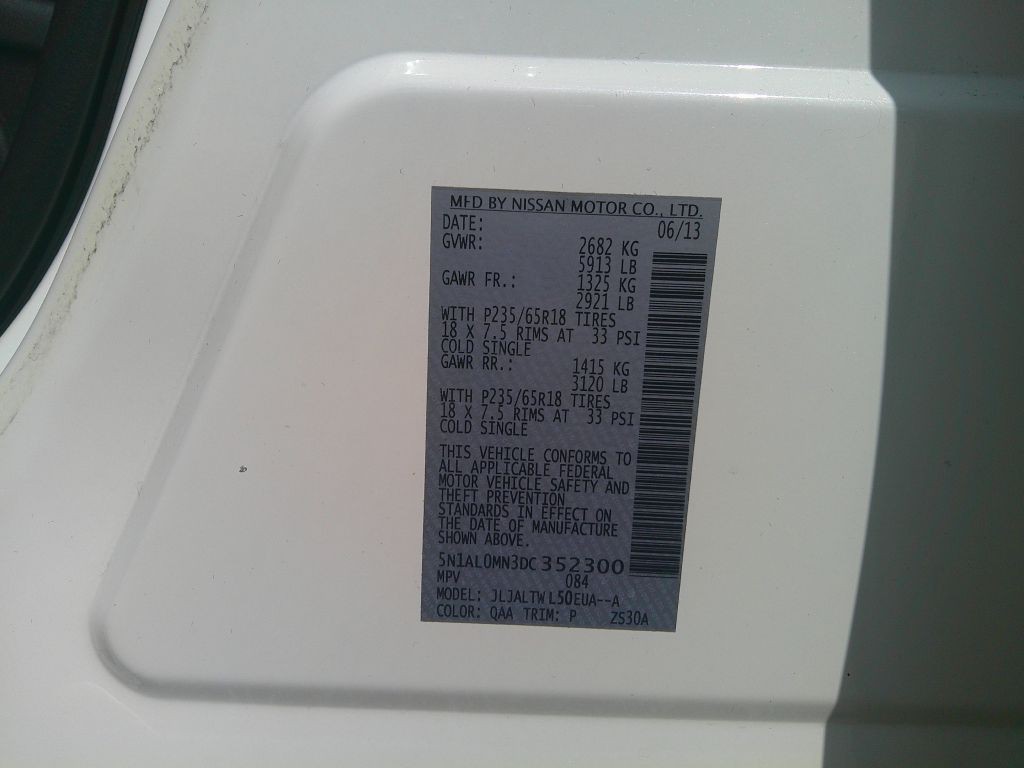 MFD BY NISSAN MOTOR CO., LTD.
DATE: 06/13
GVWR: 2682 KG
5913 LB
GAWR FR.: 1325 KG
2921 LB
WITH P235/65R18 TIRES
18 X 7.5 RIMS AT 33 PSI
COLD SINGLE
GAWR RR.: 1415 KG
3120 LB
WITH P235/65R18 TIRES
18 X 7.5 RIMS AT 33 PSI
COLD SINGLE
THIS VEHICLE CONFORMS TO
ALL APPLICABLE FEDERAL
MOTOR VEHICLE SAFETY AND
THEFT PREVENTION
STANDARDS IN EFFECT ON
THE DATE OF MANUFACTURE
SHOWN ABOVE.
5N1AL0MN3DC352300
MPV 084
MODEL: JLJALTWL50EUA--A
COLOR: QAA TRIM: P ZS30A